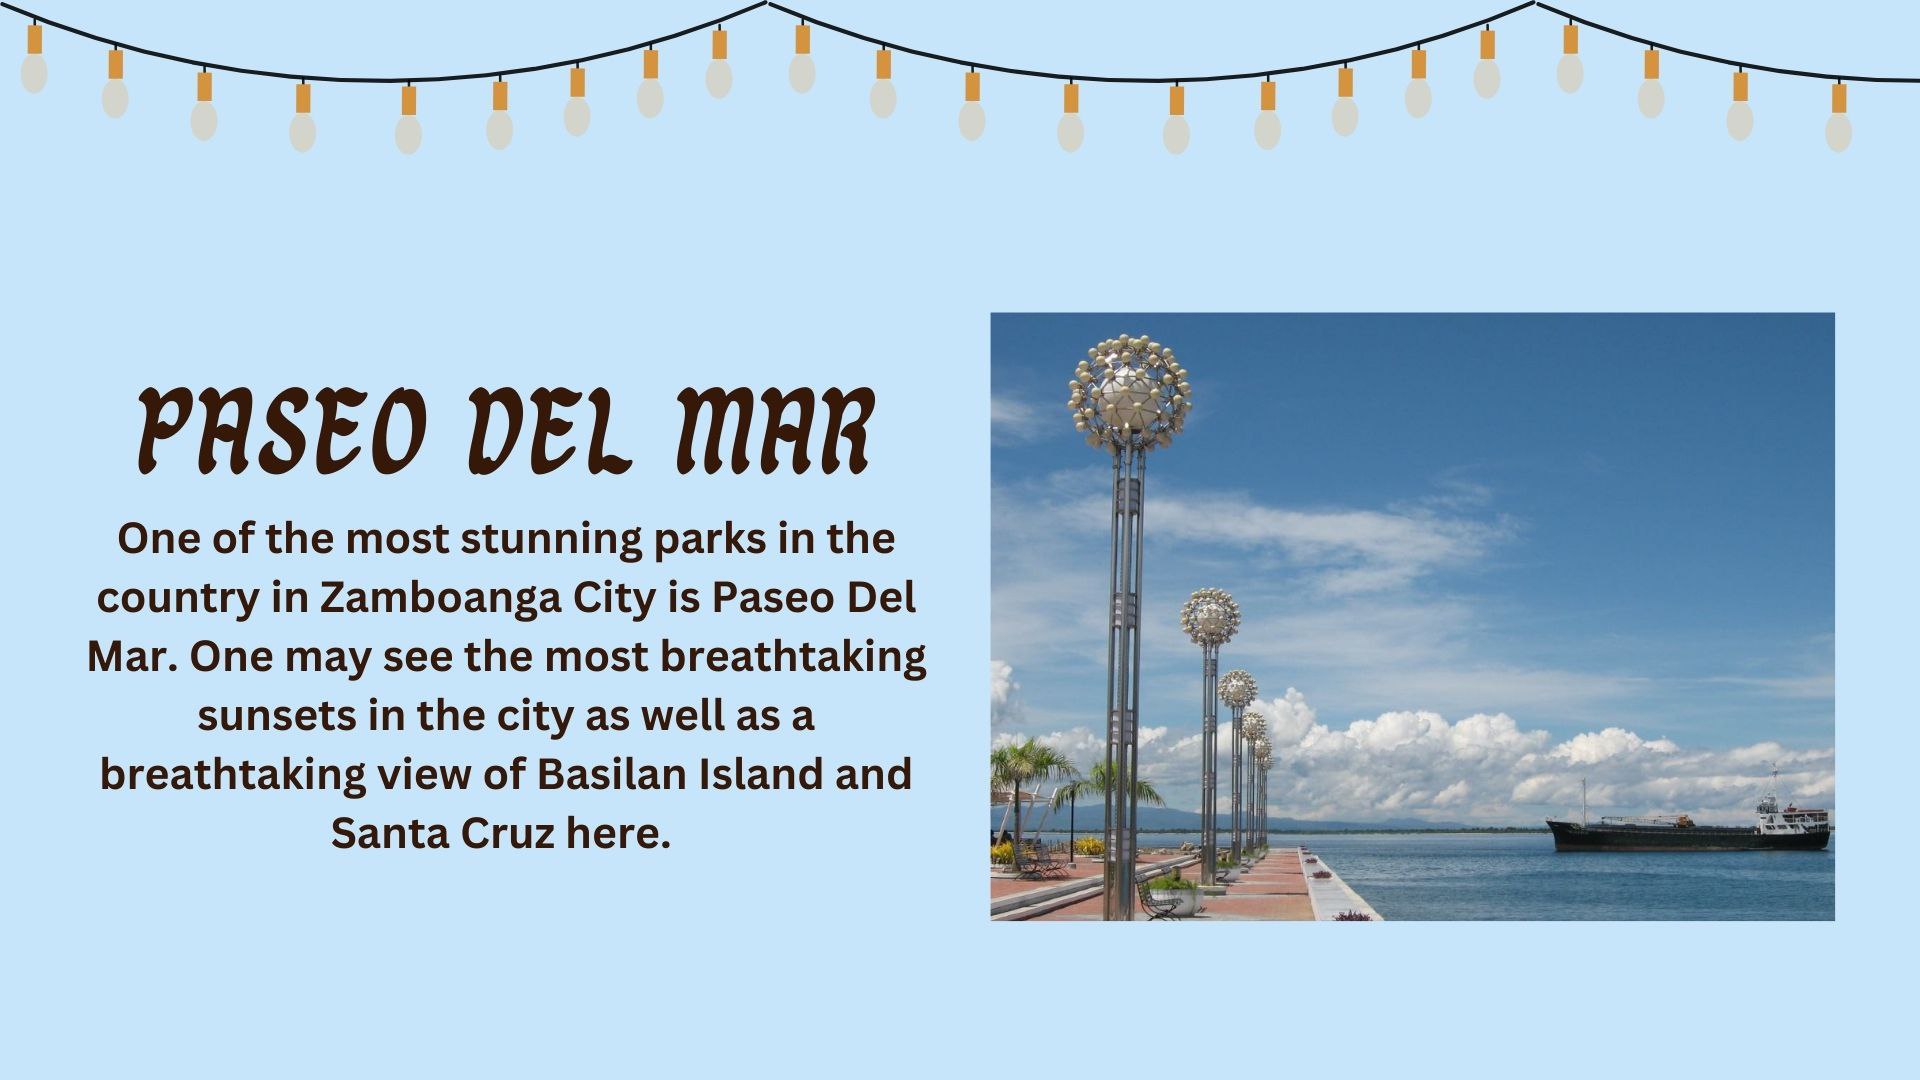 PASEO DEL MAR
One of the most stunning parks in the
country in Zamboanga City is Paseo Del
Mar. One may see the most breathtaking
sunsets in the city as well as a
breathtaking view of Basilan Island and
Santa Cruz here.